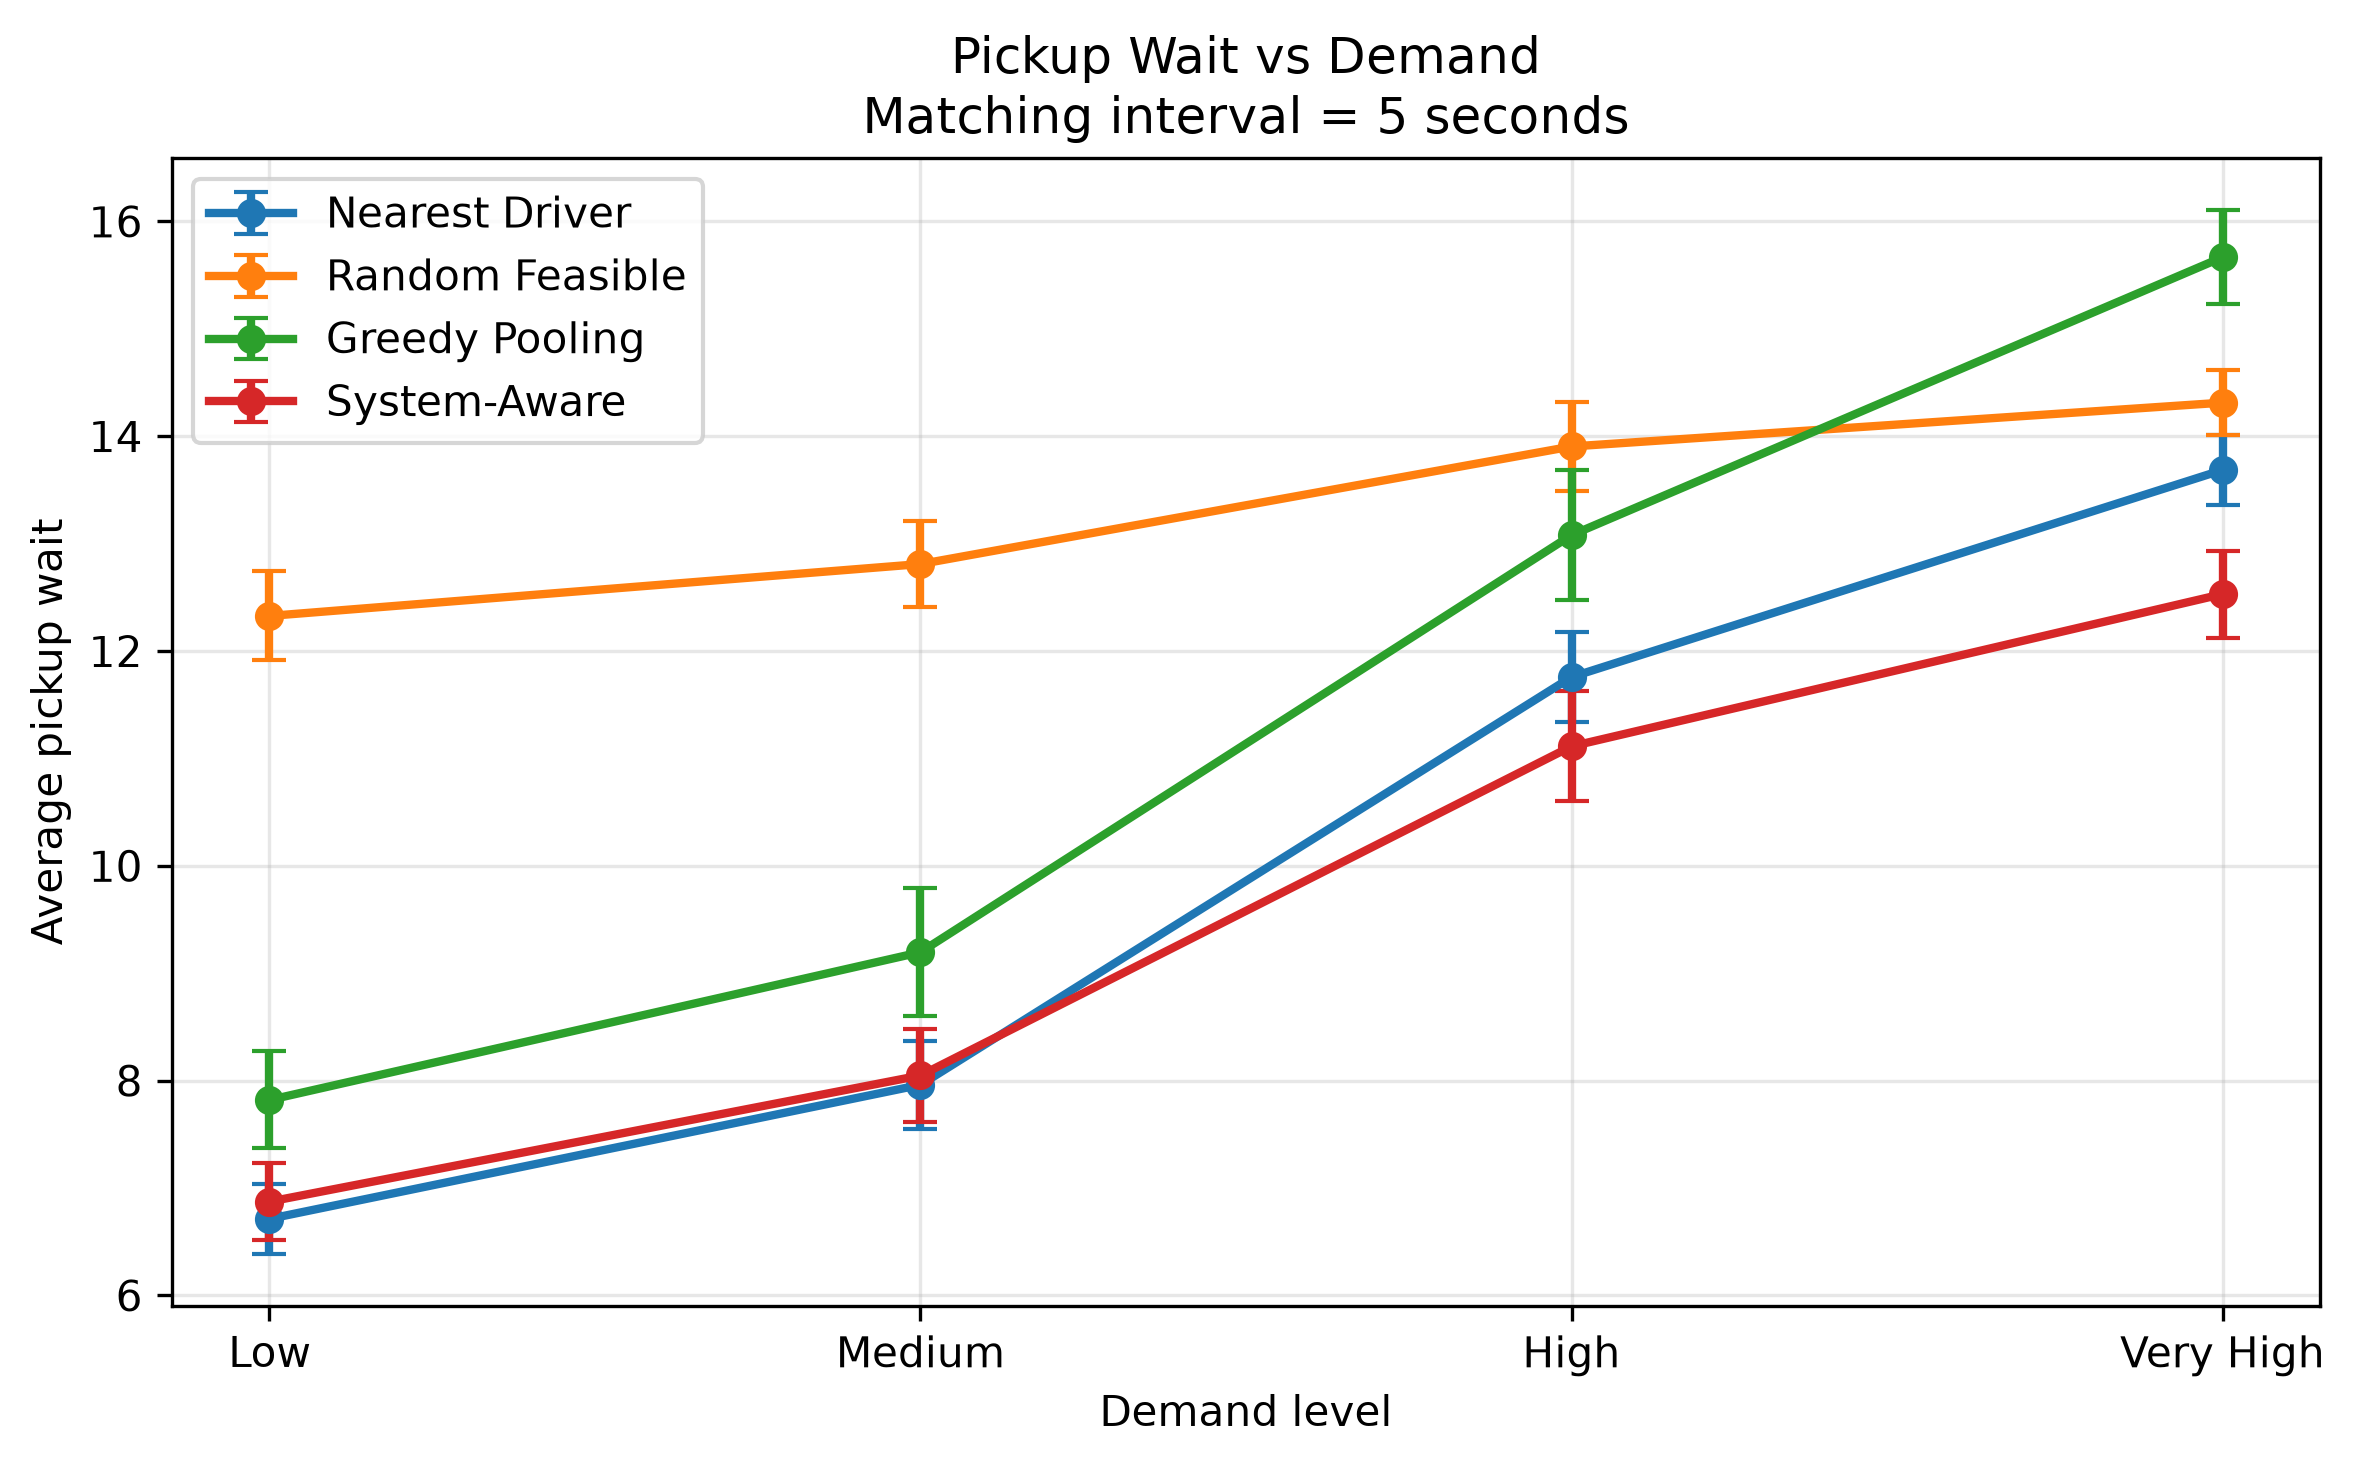 Pickup Wait vs Demand
Matching interval = 5 seconds
Nearest Driver
Random Feasible
Greedy Pooling
System-Aware
Average pickup wait
16
14
12
10
8
6
Low
Medium
High
Very High
Demand level